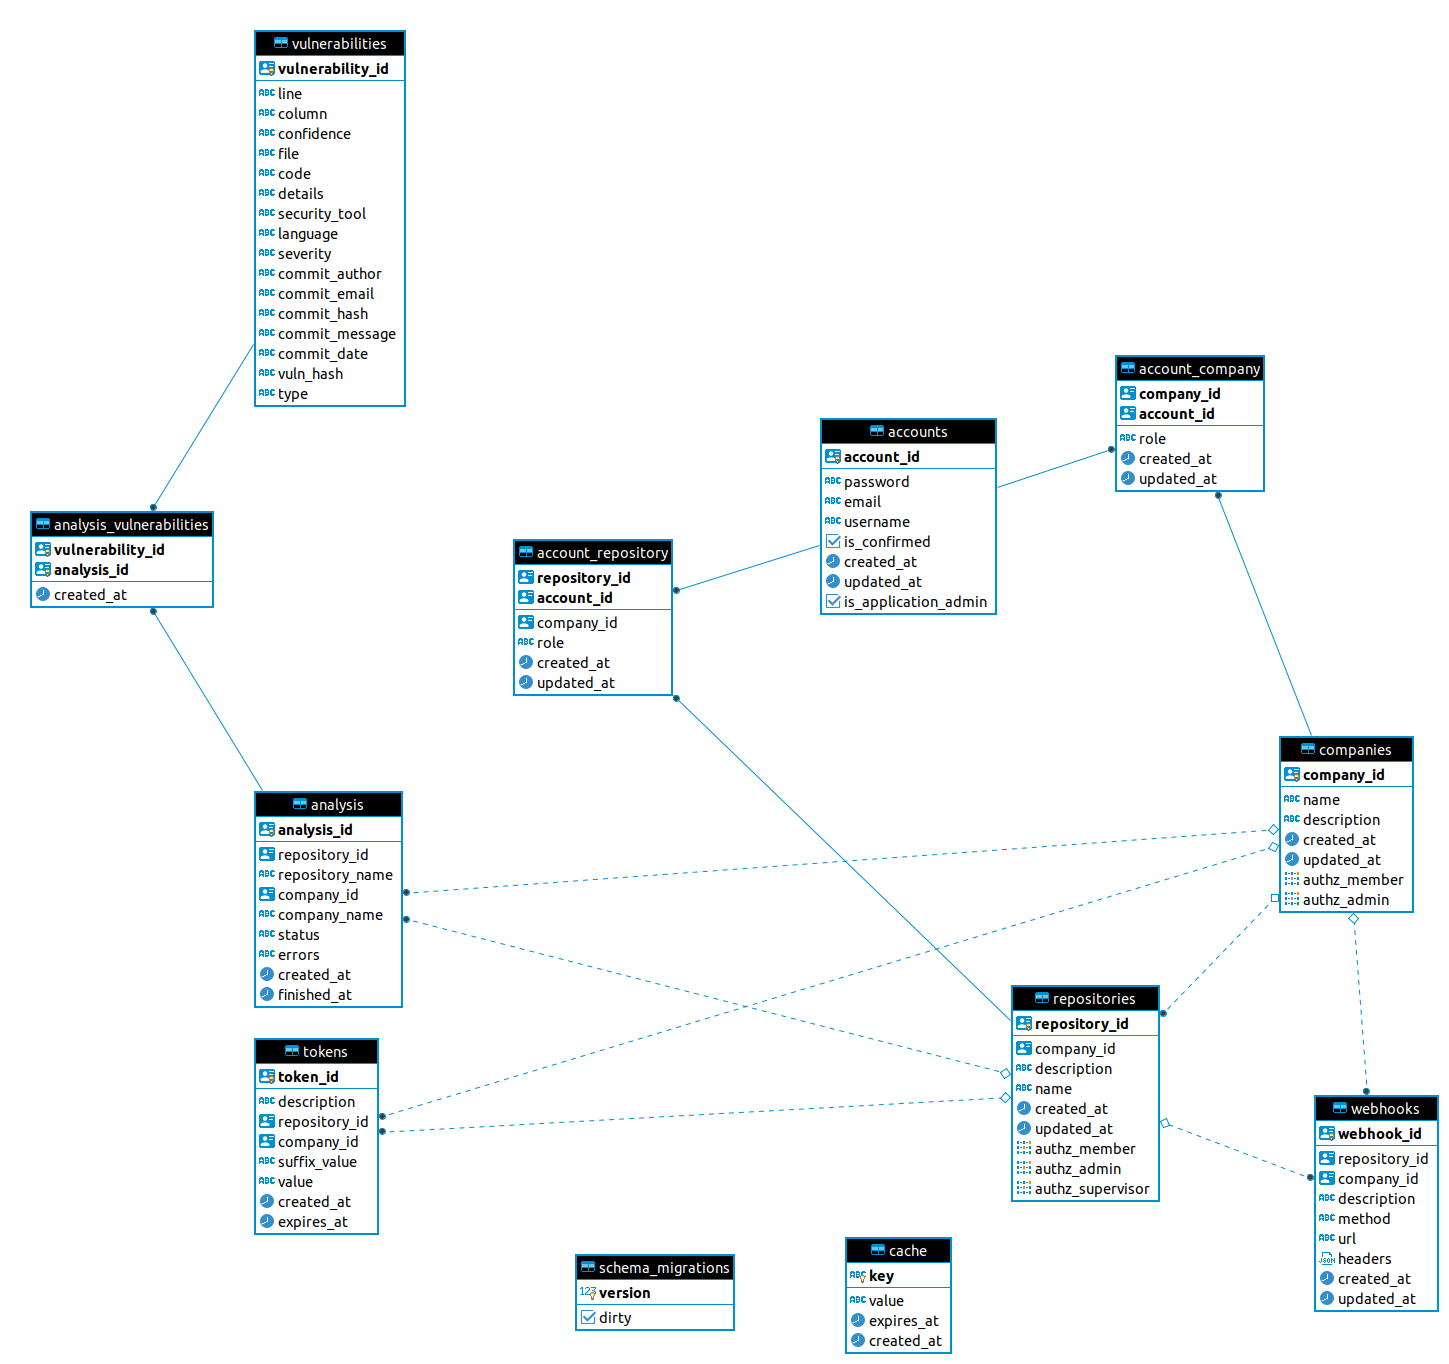 vulnerabilities
vulnerability_id
line
column
confidence
file
code
details
security_tool
language
severity
commit_author
commit_email
commit_hash
commit_message
commit_date
vuln_hash
type
account_company
company_id
account_id
role
created_at
updated_at
accounts
account_id
password
email
username
is_confirmed
created_at
updated_at
is_application_admin
analysis_vulnerabilities
vulnerability_id
analysis_id
created_at
account_repository
repository_id
account_id
company_id
role
created_at
updated_at
companies
company_id
name
description
created_at
updated_at
authz_member
authz_admin
analysis
analysis_id
repository_id
repository_name
company_id
company_name
status
errors
created_at
finished_at
repositories
repository_id
company_id
description
name
created_at
updated_at
authz_member
authz_admin
authz_supervisor
tokens
token_id
description
repository_id
company_id
suffix_value
value
created_at
expires_at
webhooks
webhook_id
repository_id
company_id
description
method
url
headers
created_at
updated_at
schema_migrations
version
dirty
cache
key
value
expires_at
created_at